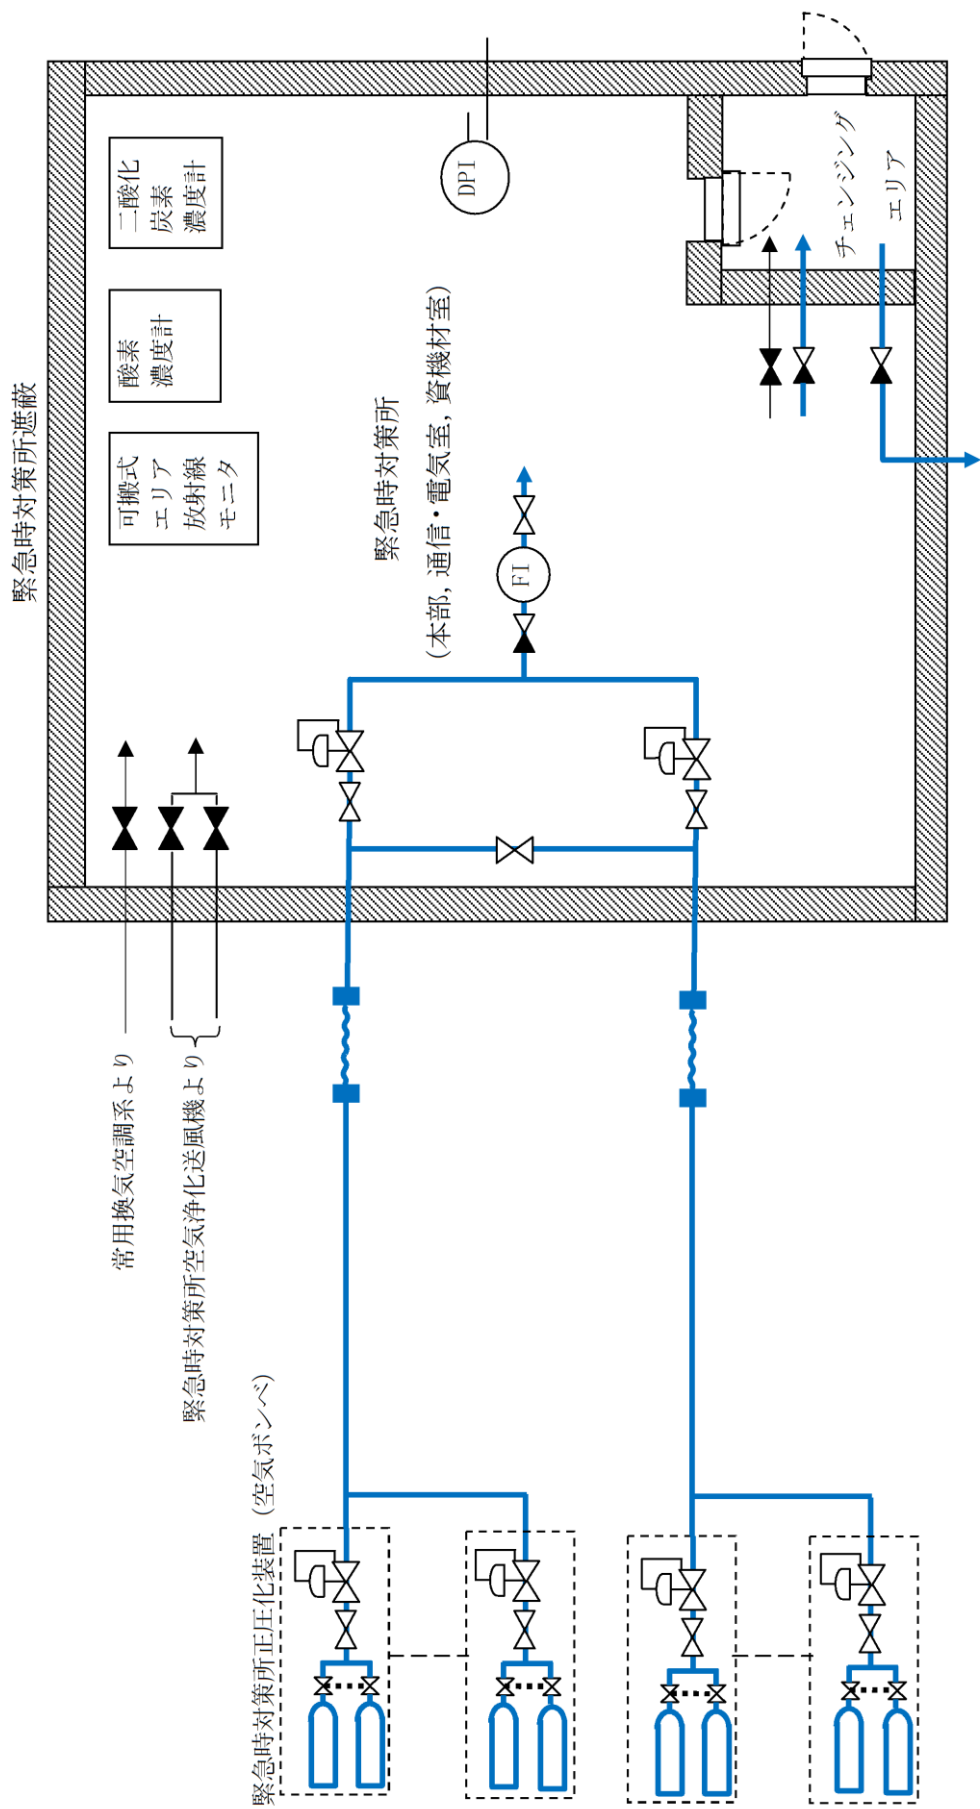 緊急時対策所遮蔽
二酸化
炭素
濃度計
酸素
濃度計
可搬式
エリア
放射線
モニタ
DPI
チェンジング
エリア
緊急時対策所
(本部, 通信・電気室, 資機材室)
FI
常用換気空調系より
緊急時対策所空気浄化送風機より
緊急時対策所正圧化装置 (空気ボンベ)